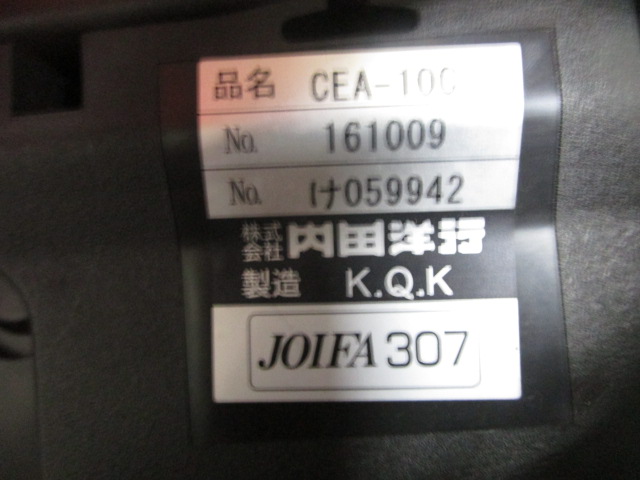 品名 CEA-10
No. 161009
No. け059942
株式会社 内田洋行
製造 K.Q.K
JOIFA 307